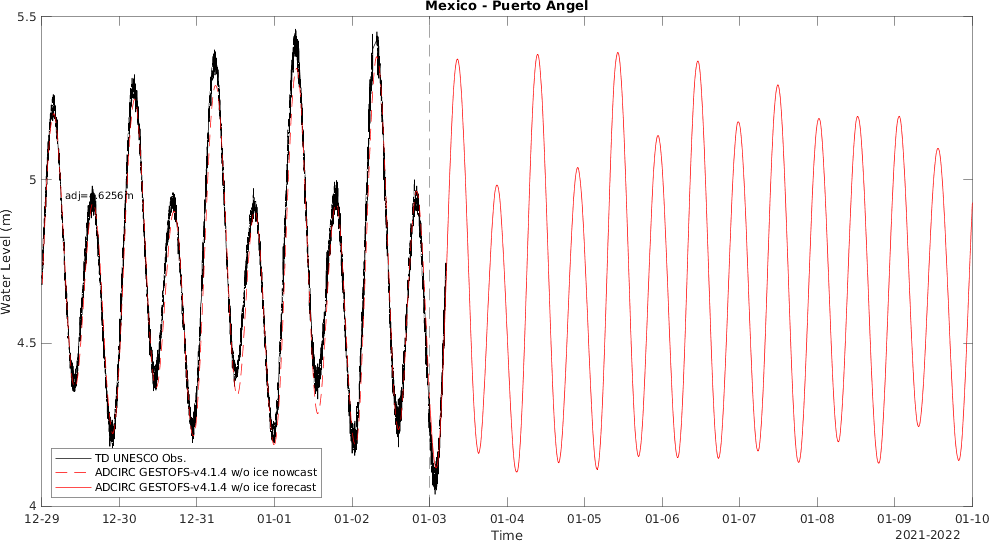 Mexico - Puerto Angel
5.5
5
4.5
4
Water Level (m)
TD UNESCO Obs.
ADCIRC GESTOFS-v4.1.4 w/o ice nowcast
ADCIRC GESTOFS-v4.1.4 w/o ice forecast
12-29 12-30 12-31 01-01 01-02 01-03 01-04 01-05 01-06 01-07 01-08 01-09 01-10
Time
2021-2022